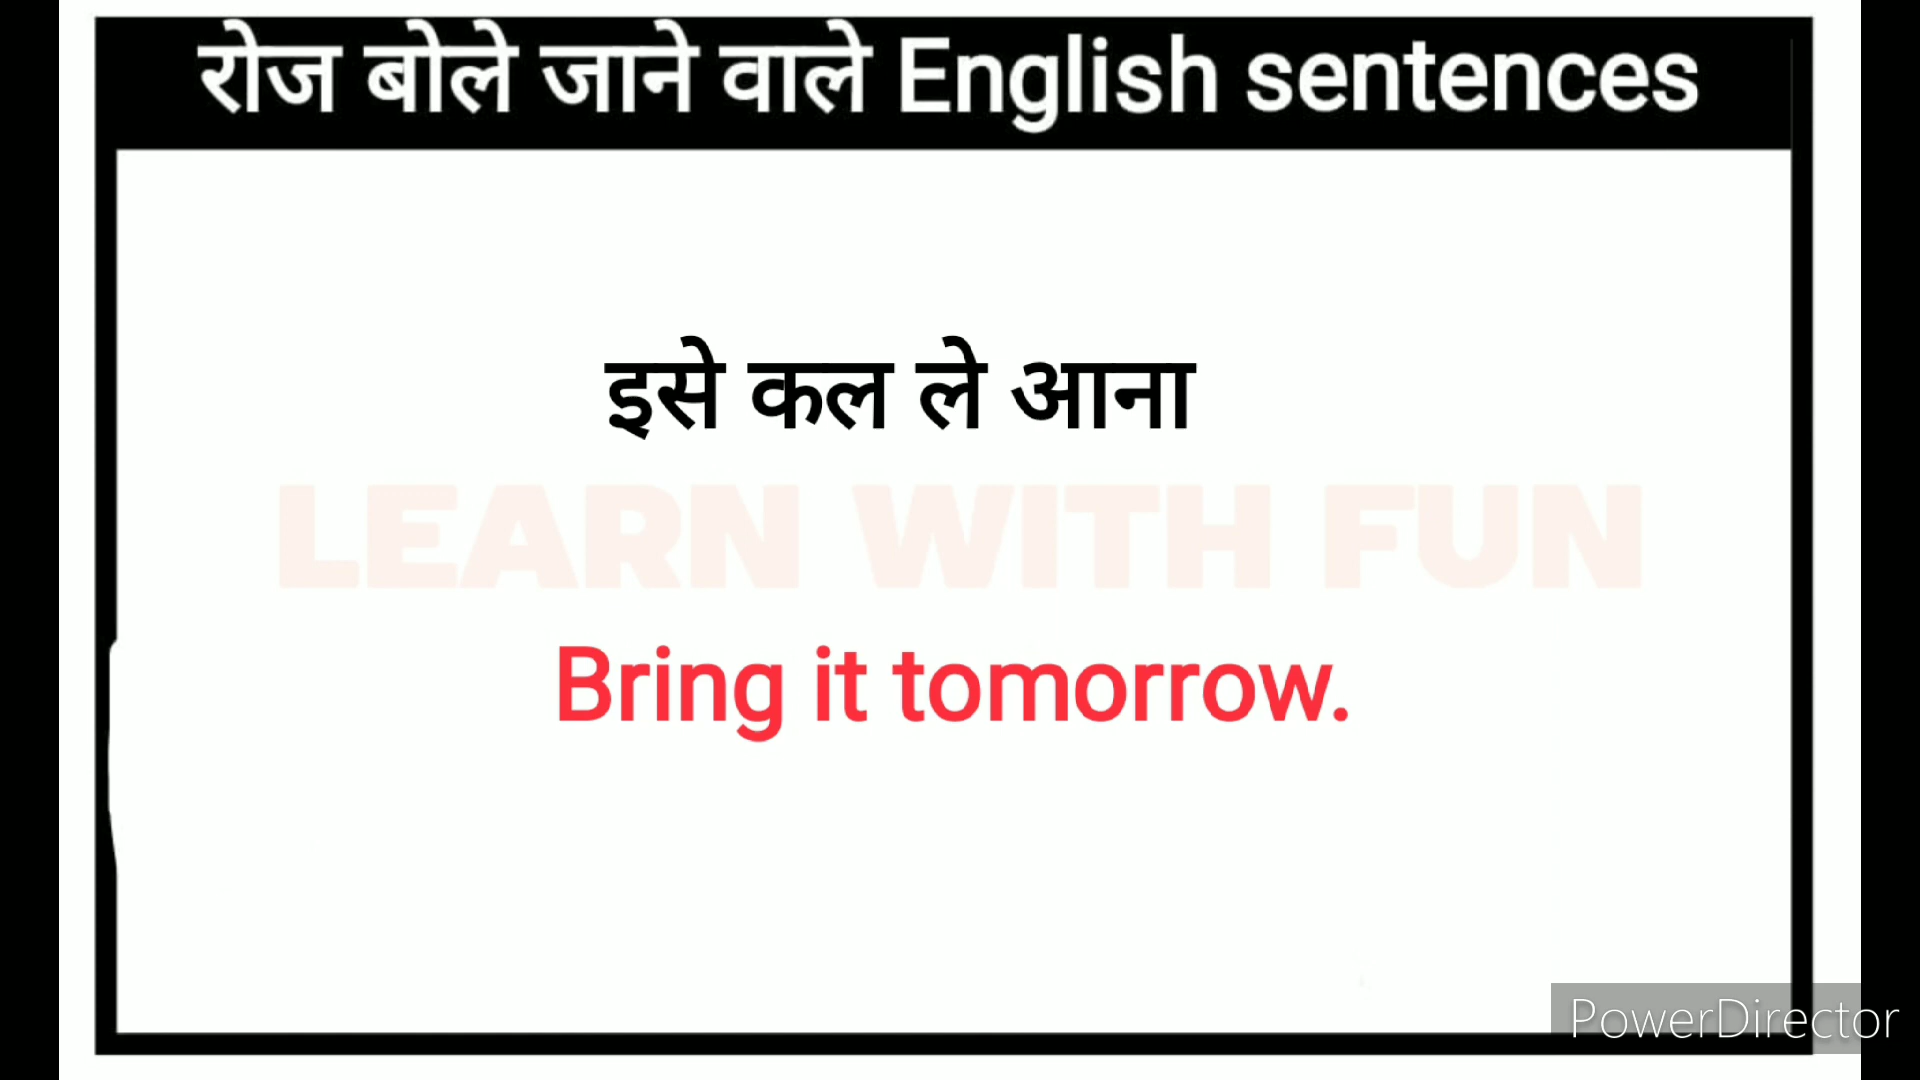 रोज बोले जाने वाले English sentences
इसे कल ले आना
LEARN WITH FUN
Bring it tomorrow.
PowerDirector